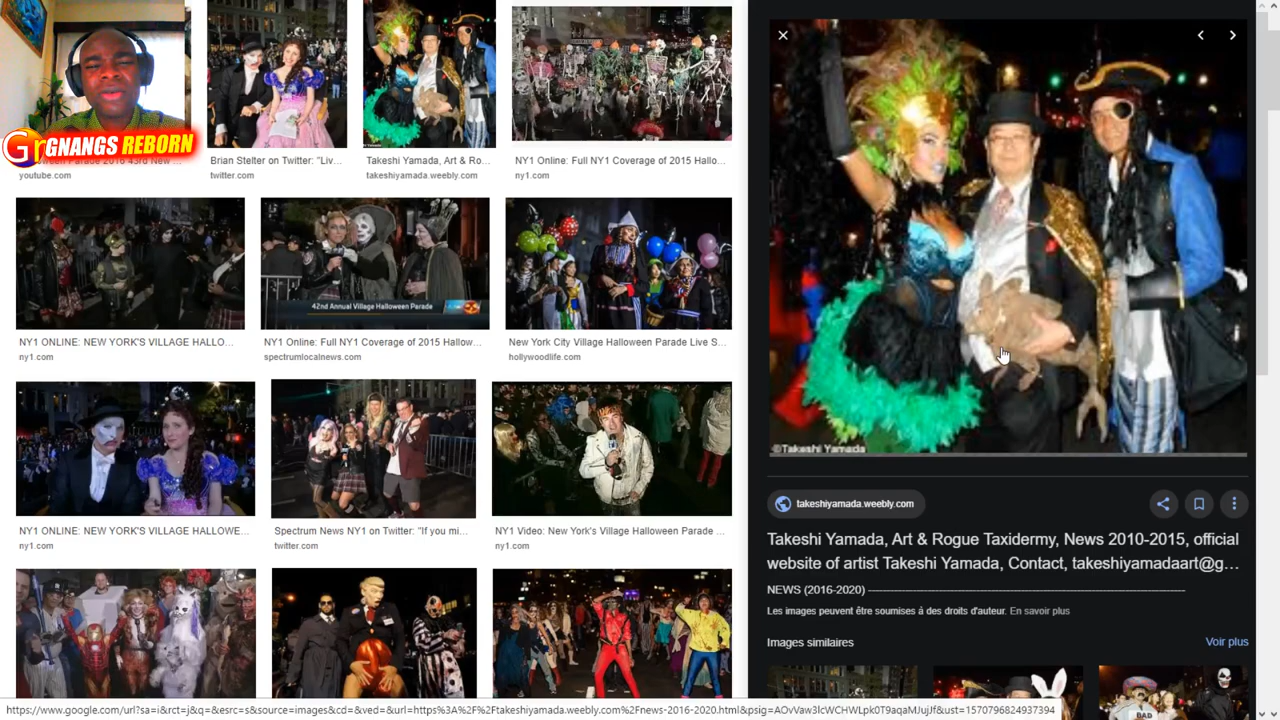 Gr GNANGS REBORN
ween Parade 2016 43rd New ...
youtube.com
Brian Stelter on Twitter: "Liv...
twitter.com
Takeshi Yamada, Art & Ro...
takeshiyamada.weebly.com
NY1 Online: Full NY1 Coverage of 2015 Hallo...
ny1.com
NY1 ONLINE: NEW YORK'S VILLAGE HALLO...
ny1.com
42nd Annual Village Halloween Parade
NY1 Online: Full NY1 Coverage of 2015 Hallow...
spectrumlocalnews.com
New York City Village Halloween Parade Live S...
hollywoodlife.com
NY1 ONLINE: NEW YORK'S VILLAGE HALLOWE...
ny1.com
Spectrum News NY1 on Twitter: "If you mi...
twitter.com
NY1 Video: New York's Village Halloween Parade ...
ny1.com
©Takeshi Yamada
takeshiyamada.weebly.com
Takeshi Yamada, Art & Rogue Taxidermy, News 2010-2015, official
website of artist Takeshi Yamada, Contact, takeshiyamadaart@g...
NEWS (2016-2020) ----------------------------------------------------------------
Les images peuvent être soumises à des droits d'auteur. En savoir plus
Images similaires
Voir plus
BAD
https://www.google.com/url?sa=i&rct=j&q=&esrc=s&source=images&cd=&ved=&url=https%3A%2F%2Ftakeshiyamada.weebly.com%2Fnews-2016-2020.html&psig=AOvVaw3lcWCHWLpk0T9aqaMJujJf&ust=1570796824937394